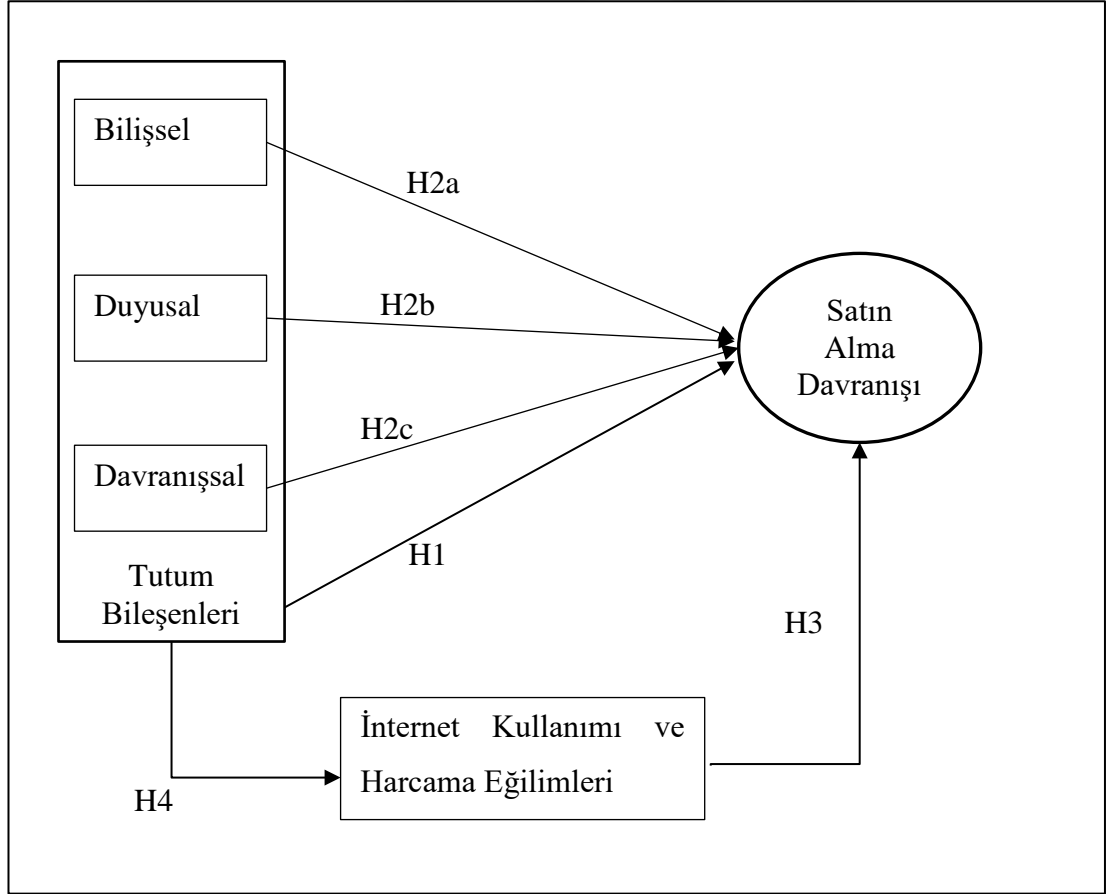 Bilişsel
H2a
Duyusal
H2b
Satın
Alma
Davranışı
Davranışsal
H2c
H1
Tutum
Bileşenleri
H3
İnternet Kullanımı ve
Harcama Eğilimleri
H4